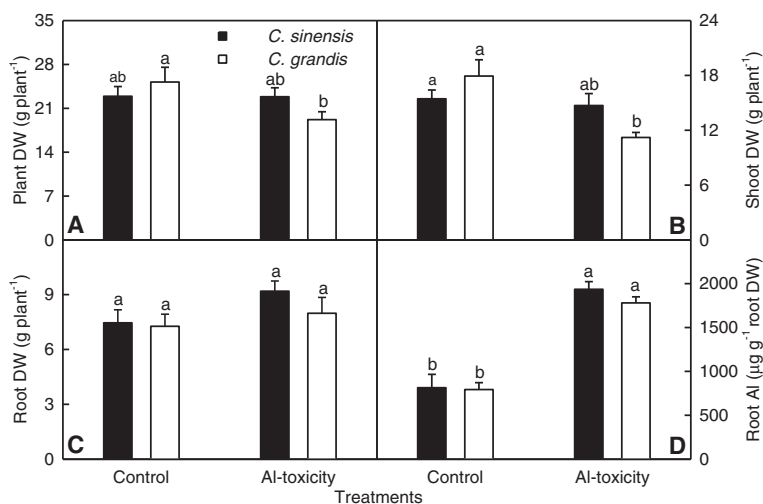 35
28
21
14
7
0
Plant DW (g plant⁻¹)
C. sinensis
C. grandis
ab
a
ab
b
A
24
18
12
6
0
Shoot DW (g plant⁻¹)
a
a
ab
b
B
9
6
3
0
Root DW (g plant⁻¹)
a
a
a
a
C
2000
1500
1000
500
0
Root Al (μg g⁻¹ root DW)
b
b
a
a
D
Control
Al-toxicity
Control
Al-toxicity
Treatments